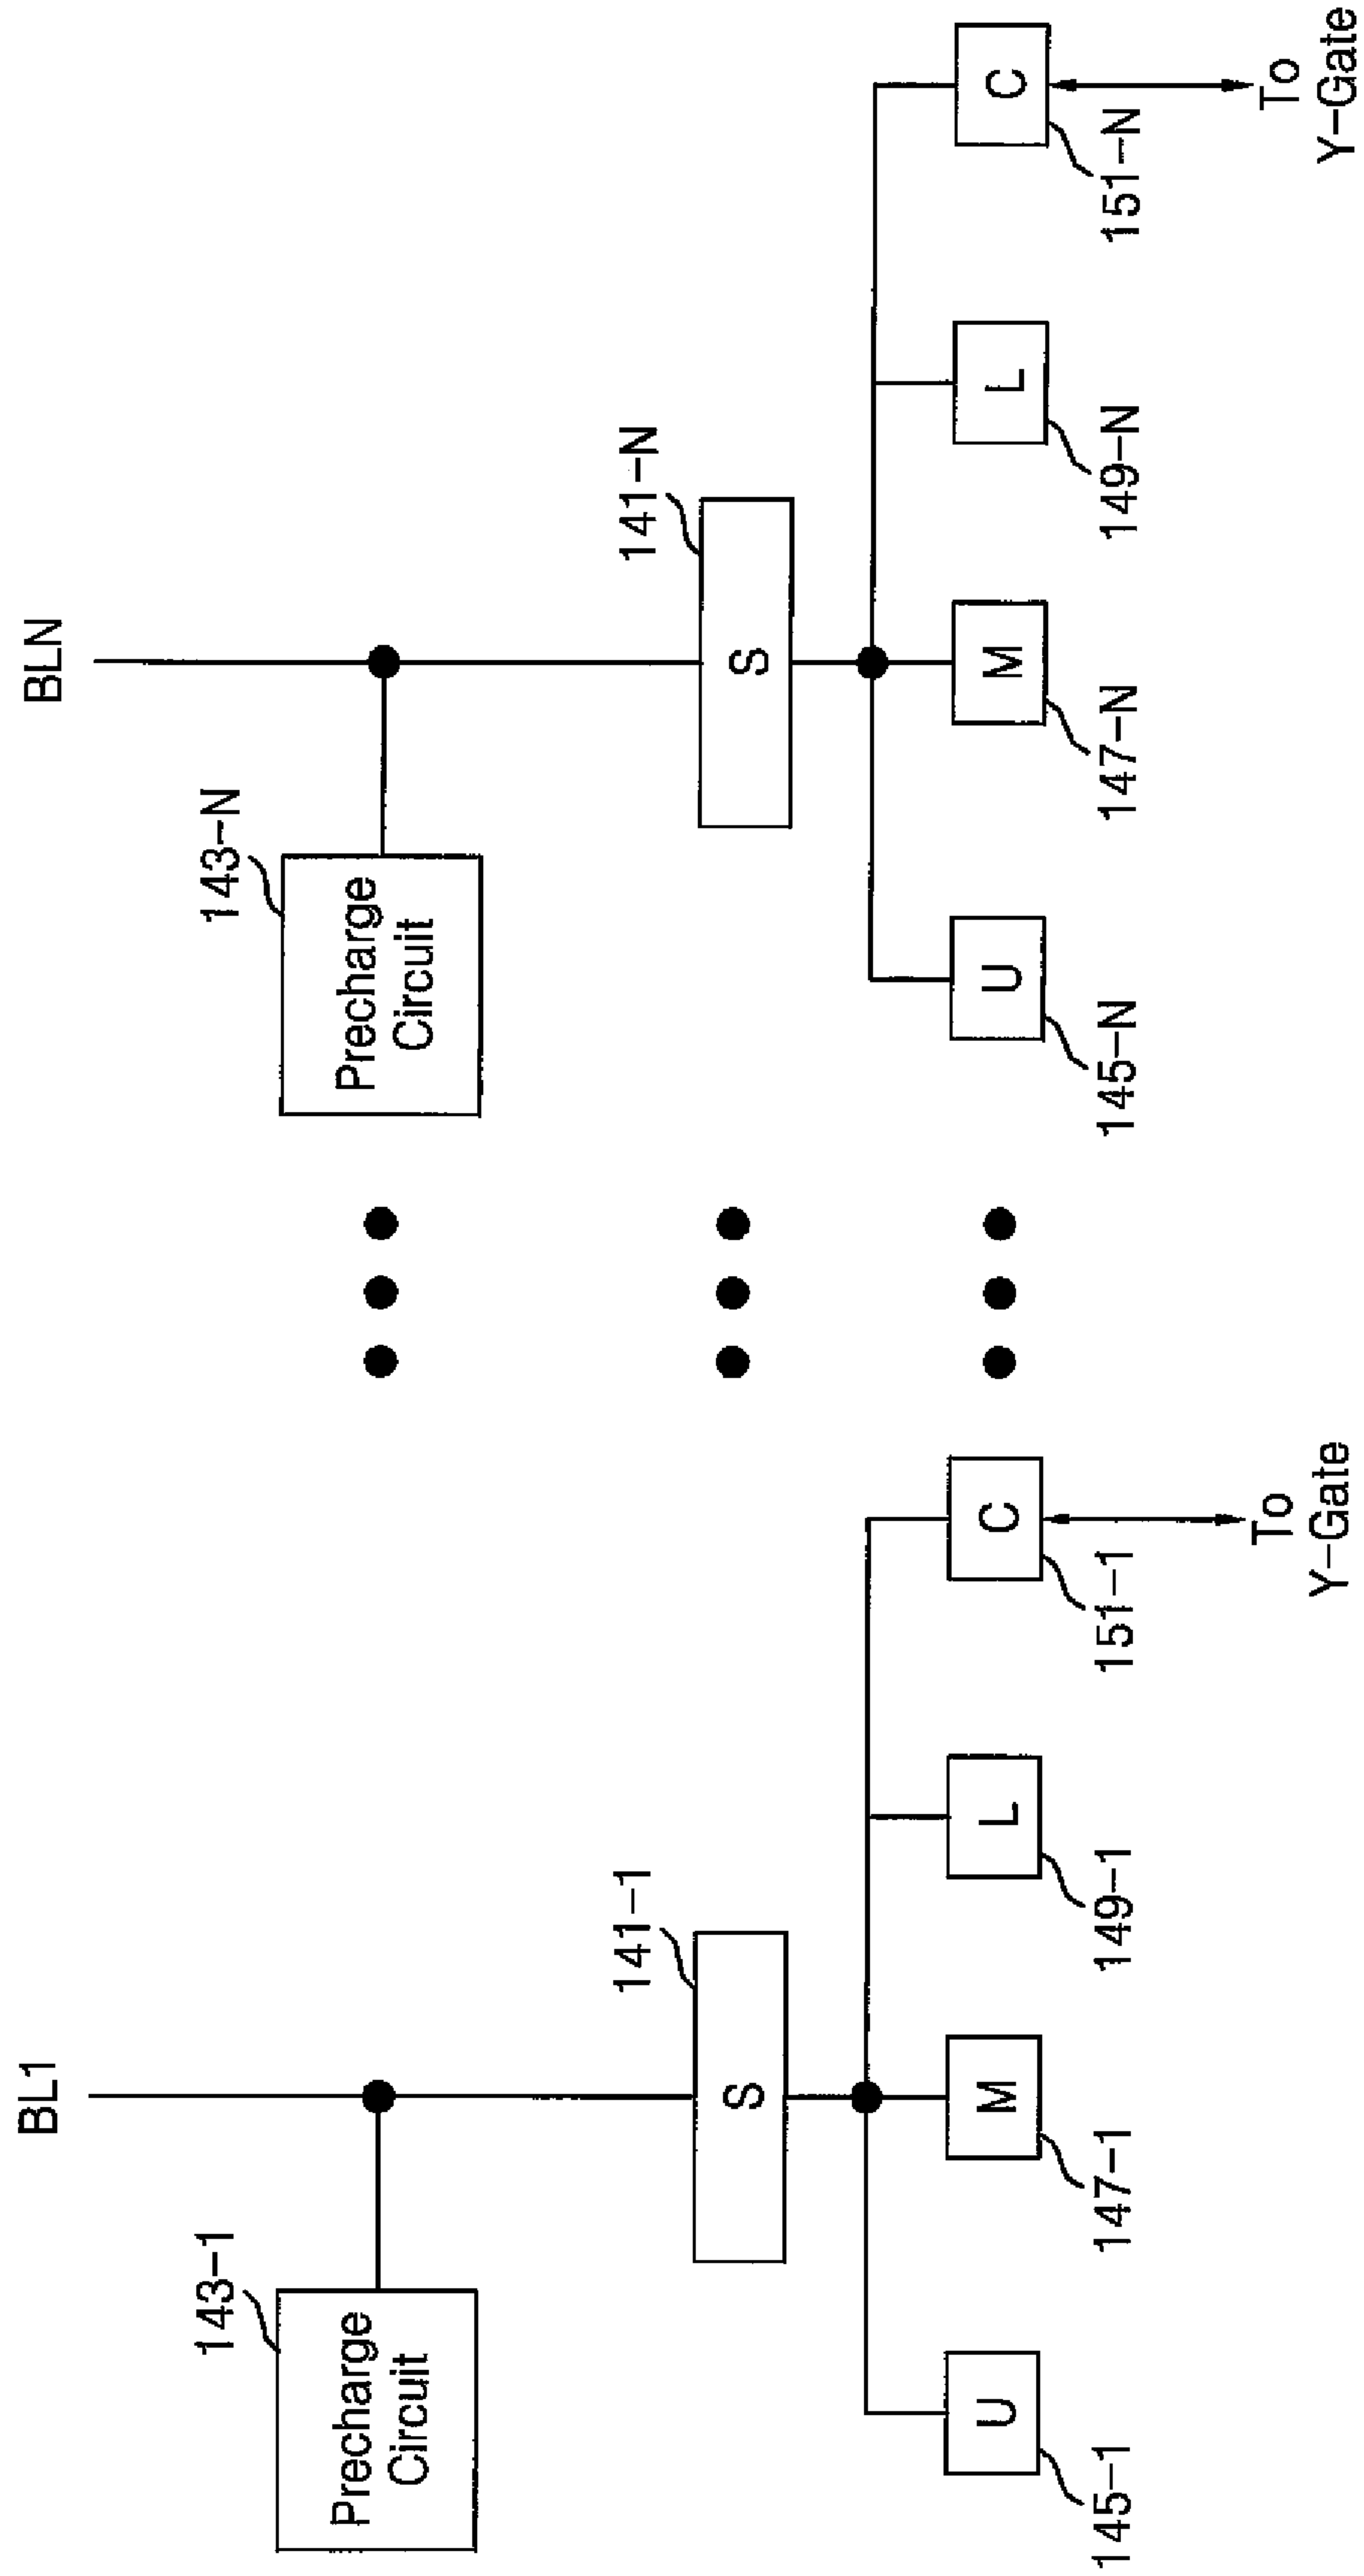 BL1
BLN
143-1
Precharge
Circuit
143-N
Precharge
Circuit
141-1
S
141-N
S
U
M
L
C
U
M
L
C
145-1
147-1
149-1
151-1
145-N
147-N
149-N
151-N
To
Y-Gate
To
Y-Gate